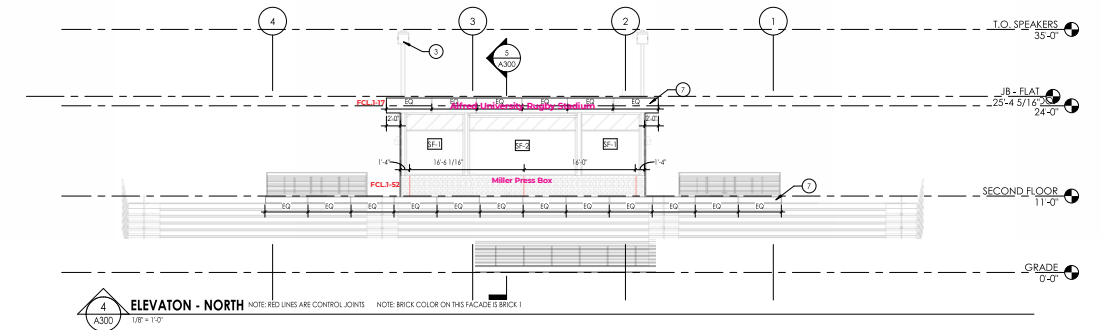 4 3 2 1
T.O. SPEAKERS
35'-0"
3
5
A300
7
JB - FLAT
25'-4 5/16"
24'-0"
FCL.1-17
EQ EQ EQ EQ EQ EQ
Alfred University Rugby Stadium
2'-0" 2'-0"
SF-1 SF-2 SF-1
1'-4" 16'-6 1/16" 16'-0" 1'-4"
FCL.1-52
Miller Press Box
7
SECOND FLOOR
11'-0"
EQ EQ EQ EQ EQ EQ EQ EQ EQ EQ EQ EQ
GRADE
0'-0"
4
A300
ELEVATON - NORTH NOTE: RED LINES ARE CONTROL JOINTS NOTE: BRICK COLOR ON THIS FACADE IS BRICK 1
1/8" = 1'-0"